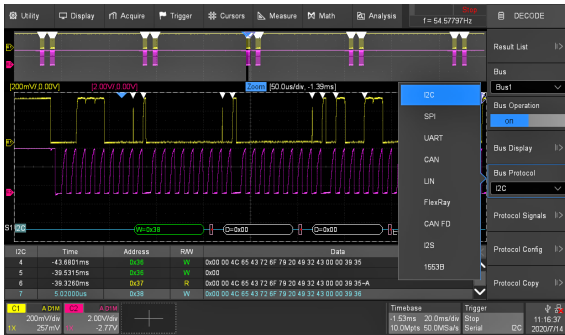 Utility Display Acquire Trigger Cursors Measure Math Analysis Stop f = 54.57797Hz DECODE
Result List
Bus
Bus1
Bus Operation
on
Bus Display
Bus Protocol
I2C
Protocol Signals
Protocol Config
Protocol Copy
[200mV/,0.00V] [2.00V/,0.00V] Zoom [50.0us/div, -1.39ms]
I2C
SPI
UART
CAN
LIN
FlexRay
CAN FD
I2S
1553B
S1 I2C W=0x38 D=0x00 D=0x00
I2C Time Address R/W Data
4 -43.6801ms 0x36 W 0x00 00 4C 65 43 72 6F 79 20 49 32 43 00 00 39 35
5 -39.5315ms 0x36 W 0x00
6 -39.3260ms 0x37 R 0x00 00 4C 65 43 72 6F 79 20 49 32 43 00 00 39 35~A
7 5.02000us 0x38 W 0x00 00 4C 65 43 72 6F 79 20 49 32 43 00 00 39 36
C1 A D1M
200mV/div
1X 257mV
C2 A D1M
2.00V/div
-2.77V
Timebase
-1.53ms 20.0ms/div
10.0Mpts 50.0MSa/s
Trigger
Stop
Serial I2C
11:16:37
2020/7/14